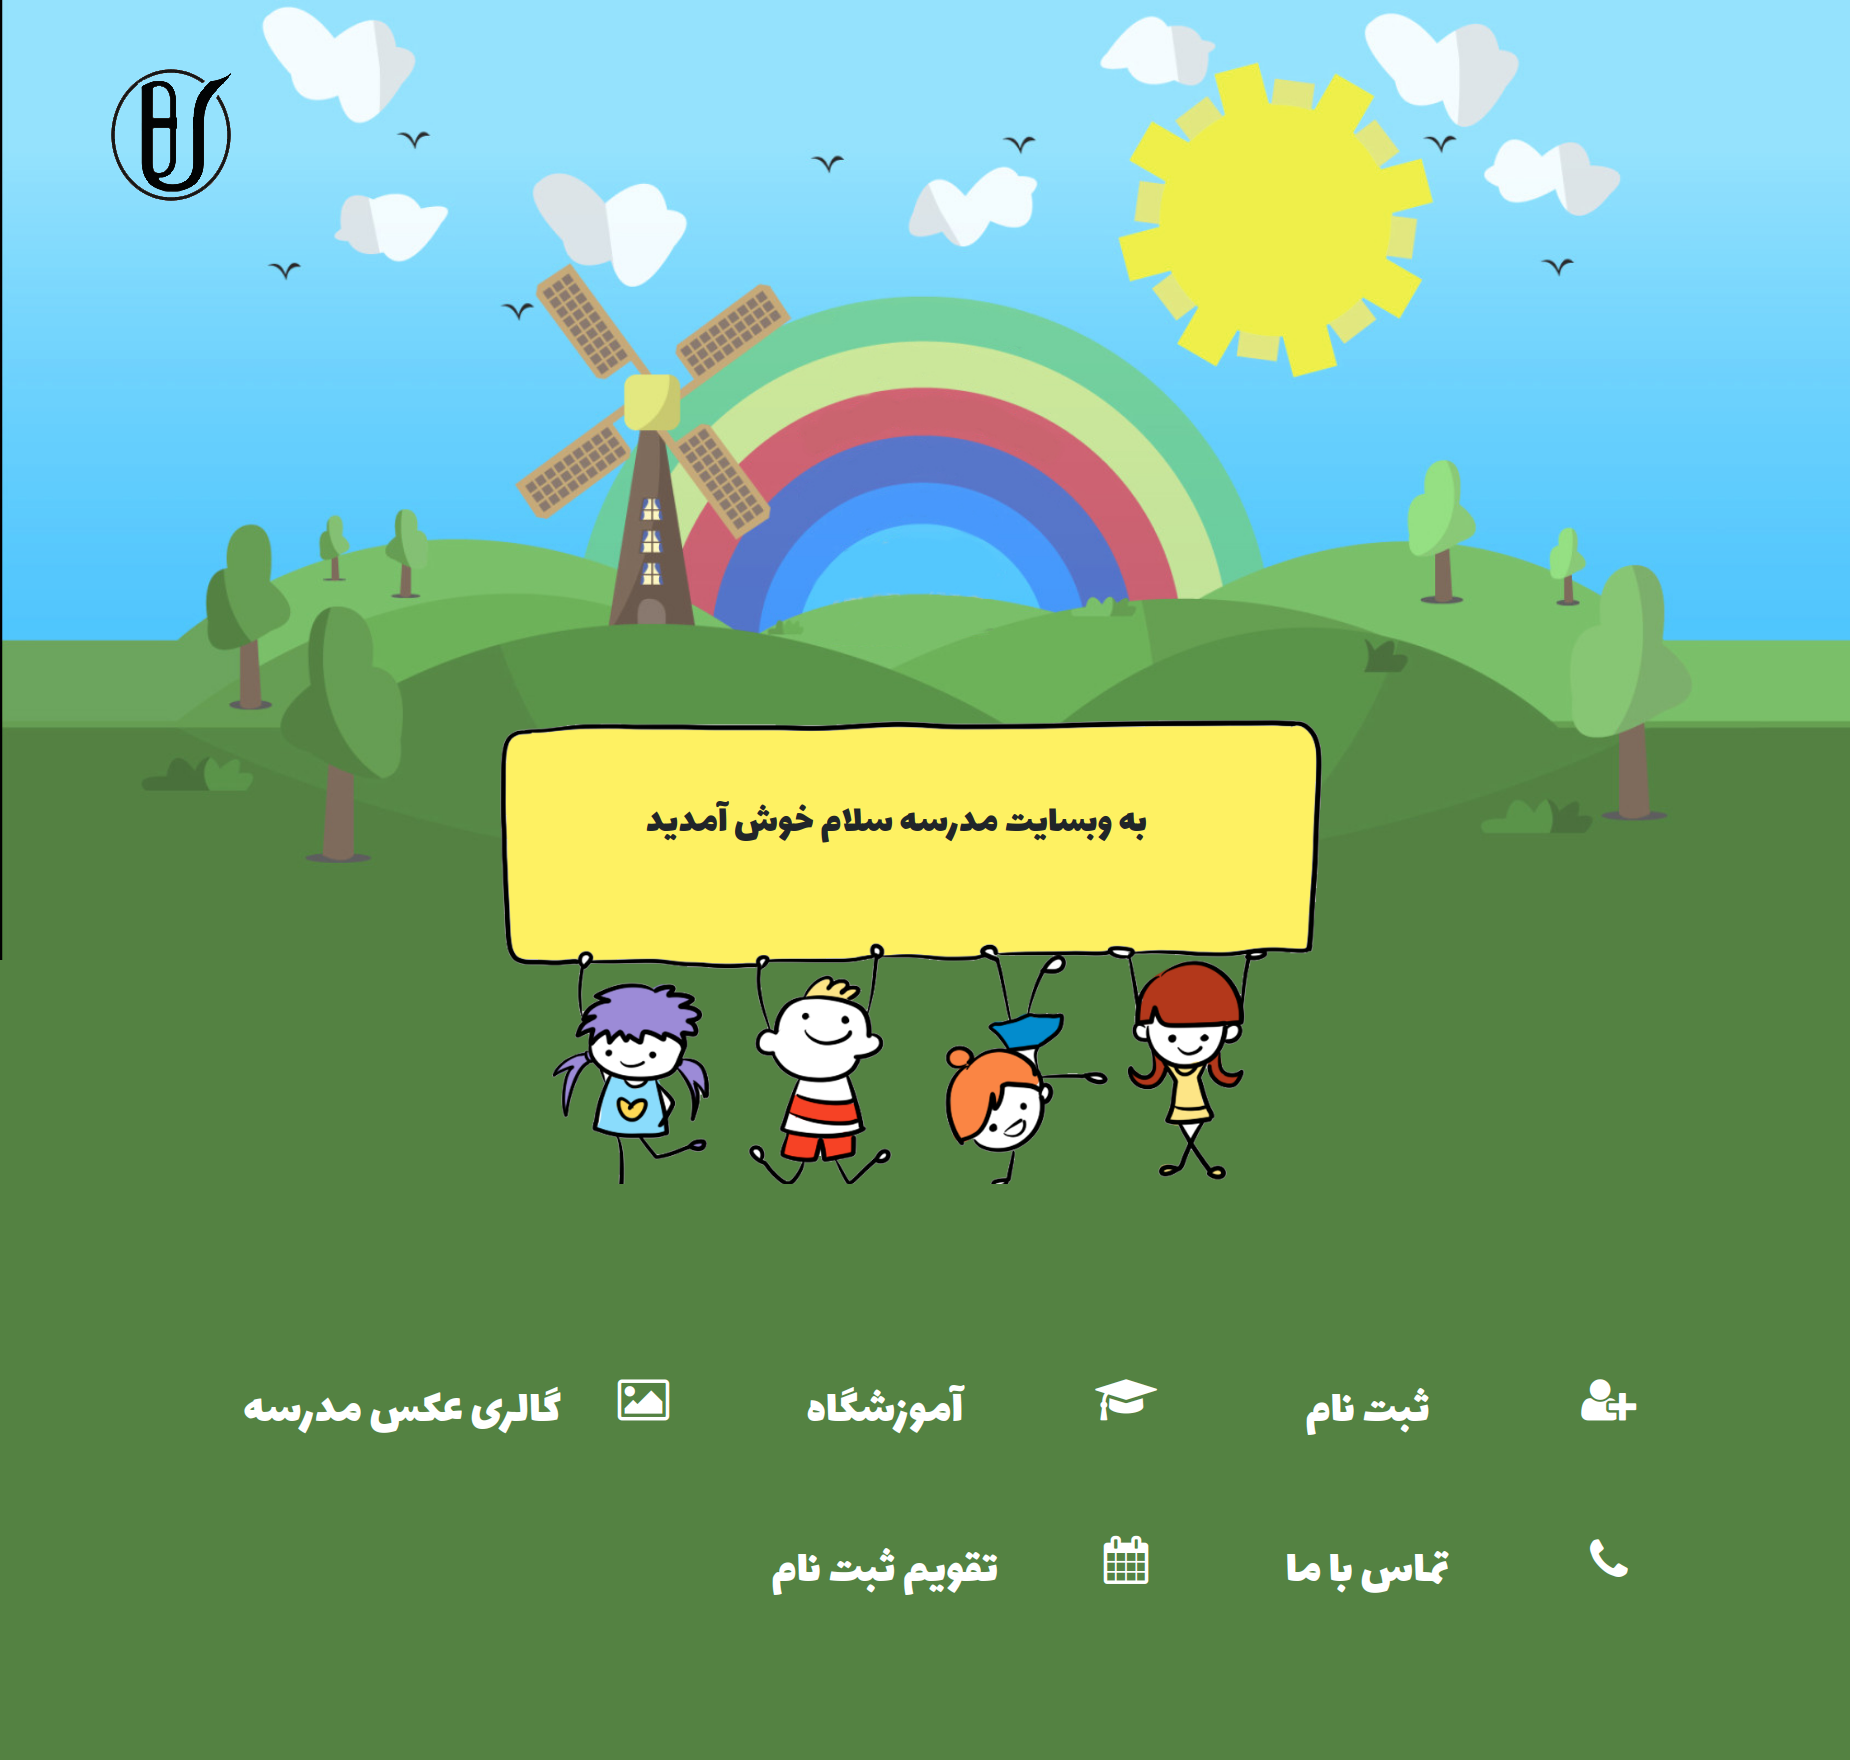 به وبسایت مدرسه سلام خوش آمدید
ثبت نام
آموزشگاه
گالری عکس مدرسه
تماس با ما
تقویم ثبت نام